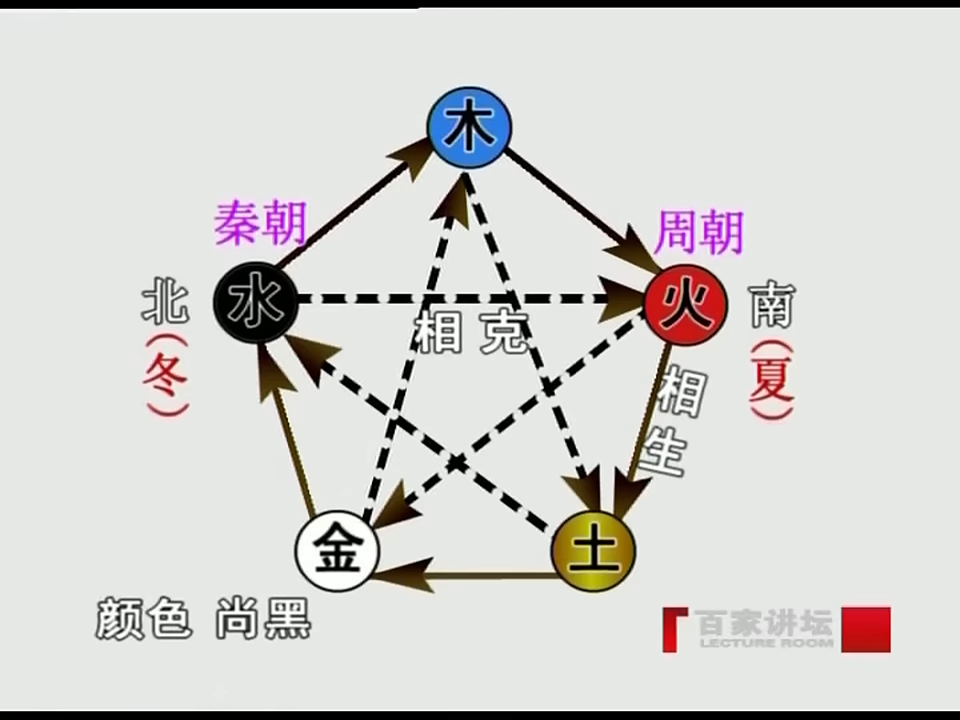 木
秦朝
周朝
水
火
北
(冬)
南
(夏)
相克
相生
金
土
颜色 尚黑
百家讲坛
LECTURE ROOM